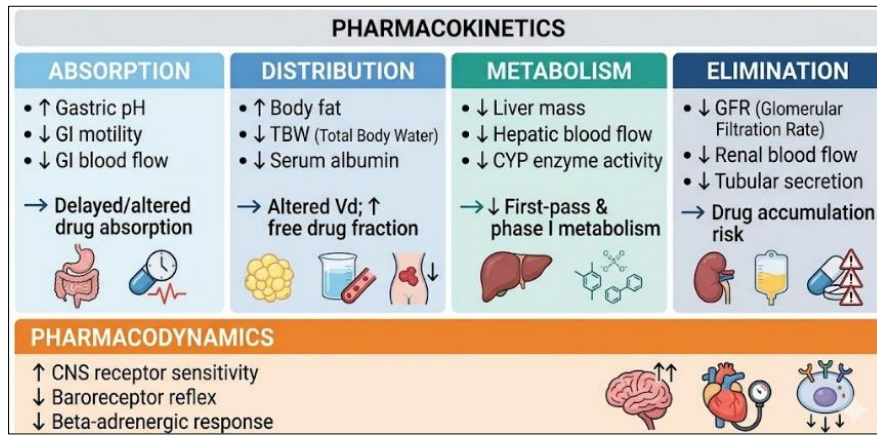 PHARMACOKINETICS
ABSORPTION
• ↑ Gastric pH
• ↓ GI motility
• ↓ GI blood flow
→ Delayed/altered
drug absorption
DISTRIBUTION
• ↑ Body fat
• ↓ TBW (Total Body Water)
• ↓ Serum albumin
→ Altered Vd; ↑
free drug fraction
METABOLISM
• ↓ Liver mass
• ↓ Hepatic blood flow
• ↓ CYP enzyme activity
→ ↓ First-pass &
phase I metabolism
ELIMINATION
• ↓ GFR (Glomerular
Filtration Rate)
• ↓ Renal blood flow
• ↓ Tubular secretion
→ Drug accumulation
risk
PHARMACODYNAMICS
↑ CNS receptor sensitivity
↓ Baroreceptor reflex
↓ Beta-adrenergic response